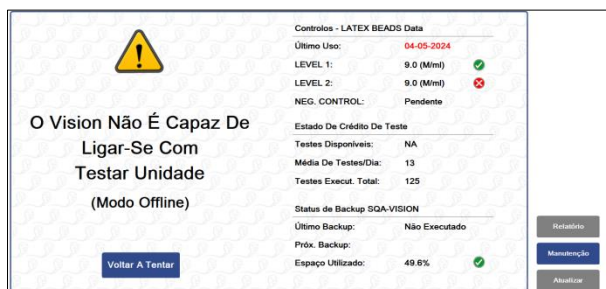 O Vision Não É Capaz De
Ligar-Se Com
Testar Unidade
(Modo Offline)
Voltar A Tentar
Controlos - LATEX BEADS Data
Último Uso: 04-05-2024
LEVEL 1: 9.0 (M/ml)
LEVEL 2: 9.0 (M/ml)
NEG. CONTROL: Pendente
Estado De Crédito De Teste
Testes Disponíveis: NA
Média De Testes/Dia: 13
Testes Execut. Total: 125
Status de Backup SQA-VISION
Último Backup: Não Executado
Próx. Backup:
Espaço Utilizado: 49.6%
Relatório
Manutenção
Atualizar